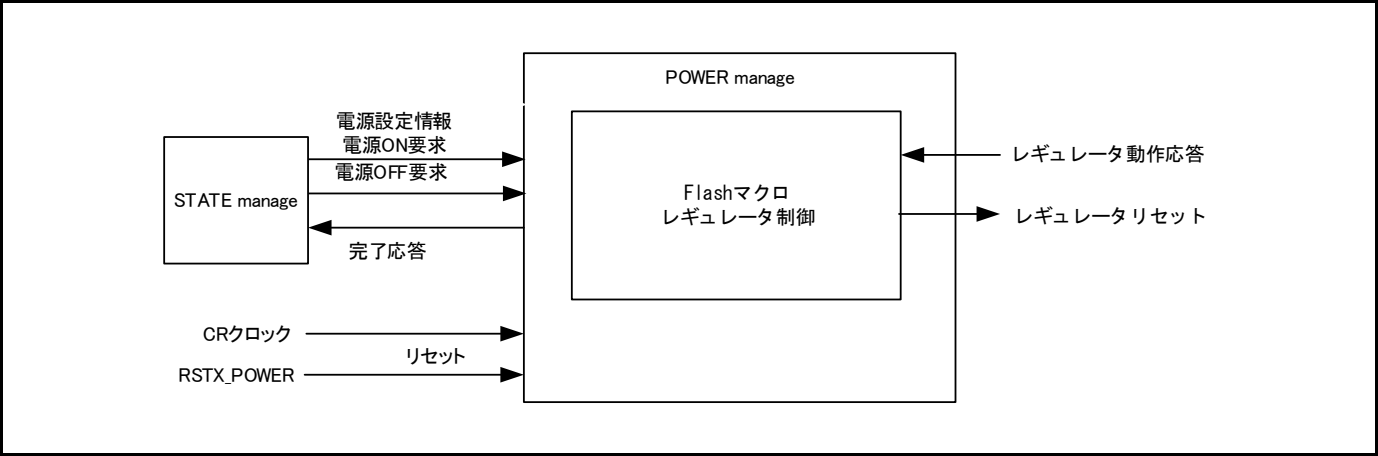 POWER manage
電源設定情報
電源ON要求
電源OFF要求
STATE manage
完了応答
Flashマクロ
レギュレータ制御
レギュレータ動作応答
レギュレータリセット
CRクロック
リセット
RSTX_POWER